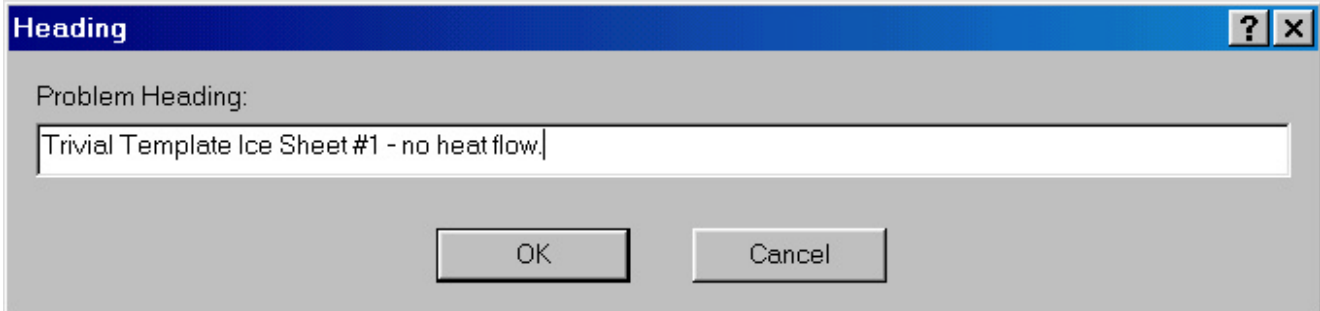 Heading
Problem Heading:
Trivial Template Ice Sheet #1 - no heat flow.
OK Cancel